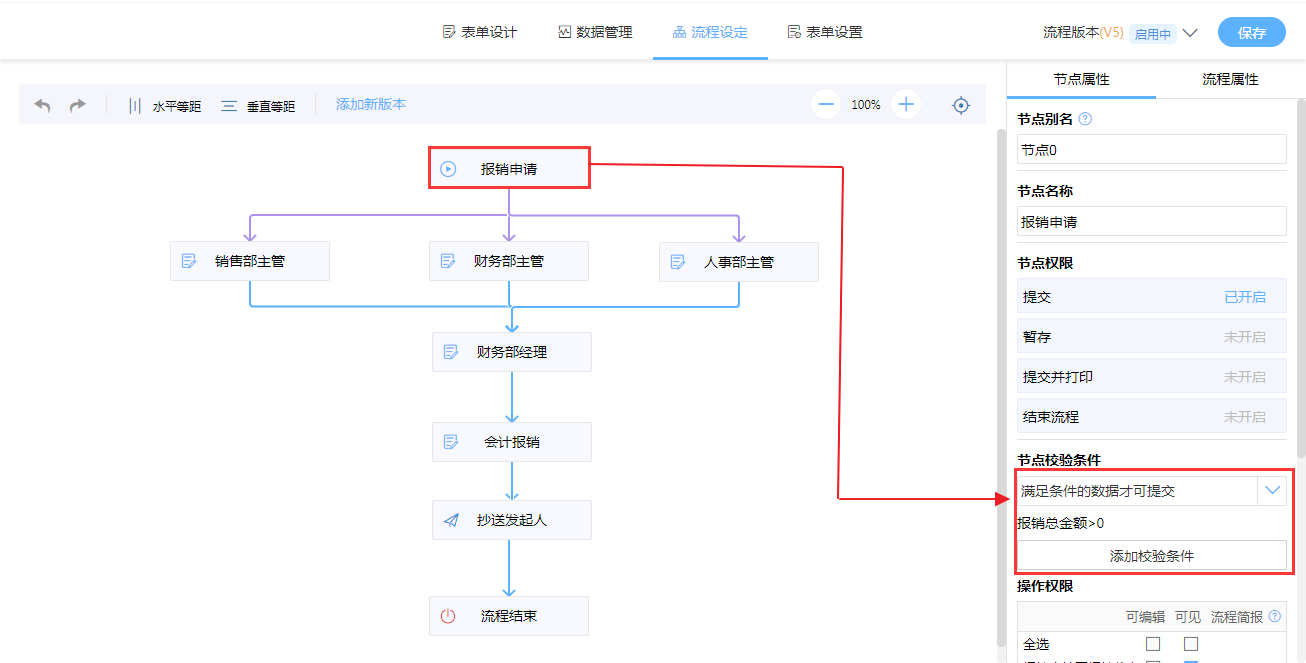 表单设计 数据管理 流程设定 表单设置 流程版本(V5) 启用中 保存
节点属性 流程属性
水平等距 垂直等距 添加新版本 100%
节点别名
节点0
节点名称
报销申请
节点权限
提交 已开启
暂存 未开启
提交并打印 未开启
结束流程 未开启
节点校验条件
满足条件的数据才可提交
报销总金额>0
添加校验条件
操作权限
可编辑 可见 流程简报
全选
报销申请
销售部主管 财务部主管 人事部主管
财务部经理
会计报销
抄送发起人
流程结束